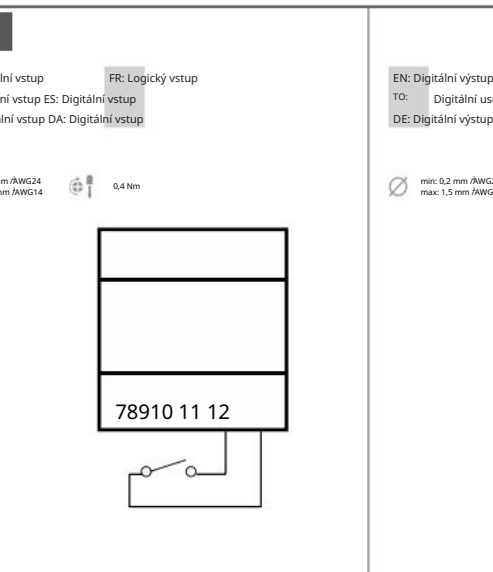 lní vstup FR: Logický vstup
ní vstup ES: Digitální vstup
lní vstup DA: Digitální vstup
m /AWG24
m /AWG14
0,4 Nm
78910 11 12
EN: Digitální výstup
TO: Digitální us
DE: Digitální výstup
min: 0,2 mm /AWG2
max: 1,5 mm /AWG